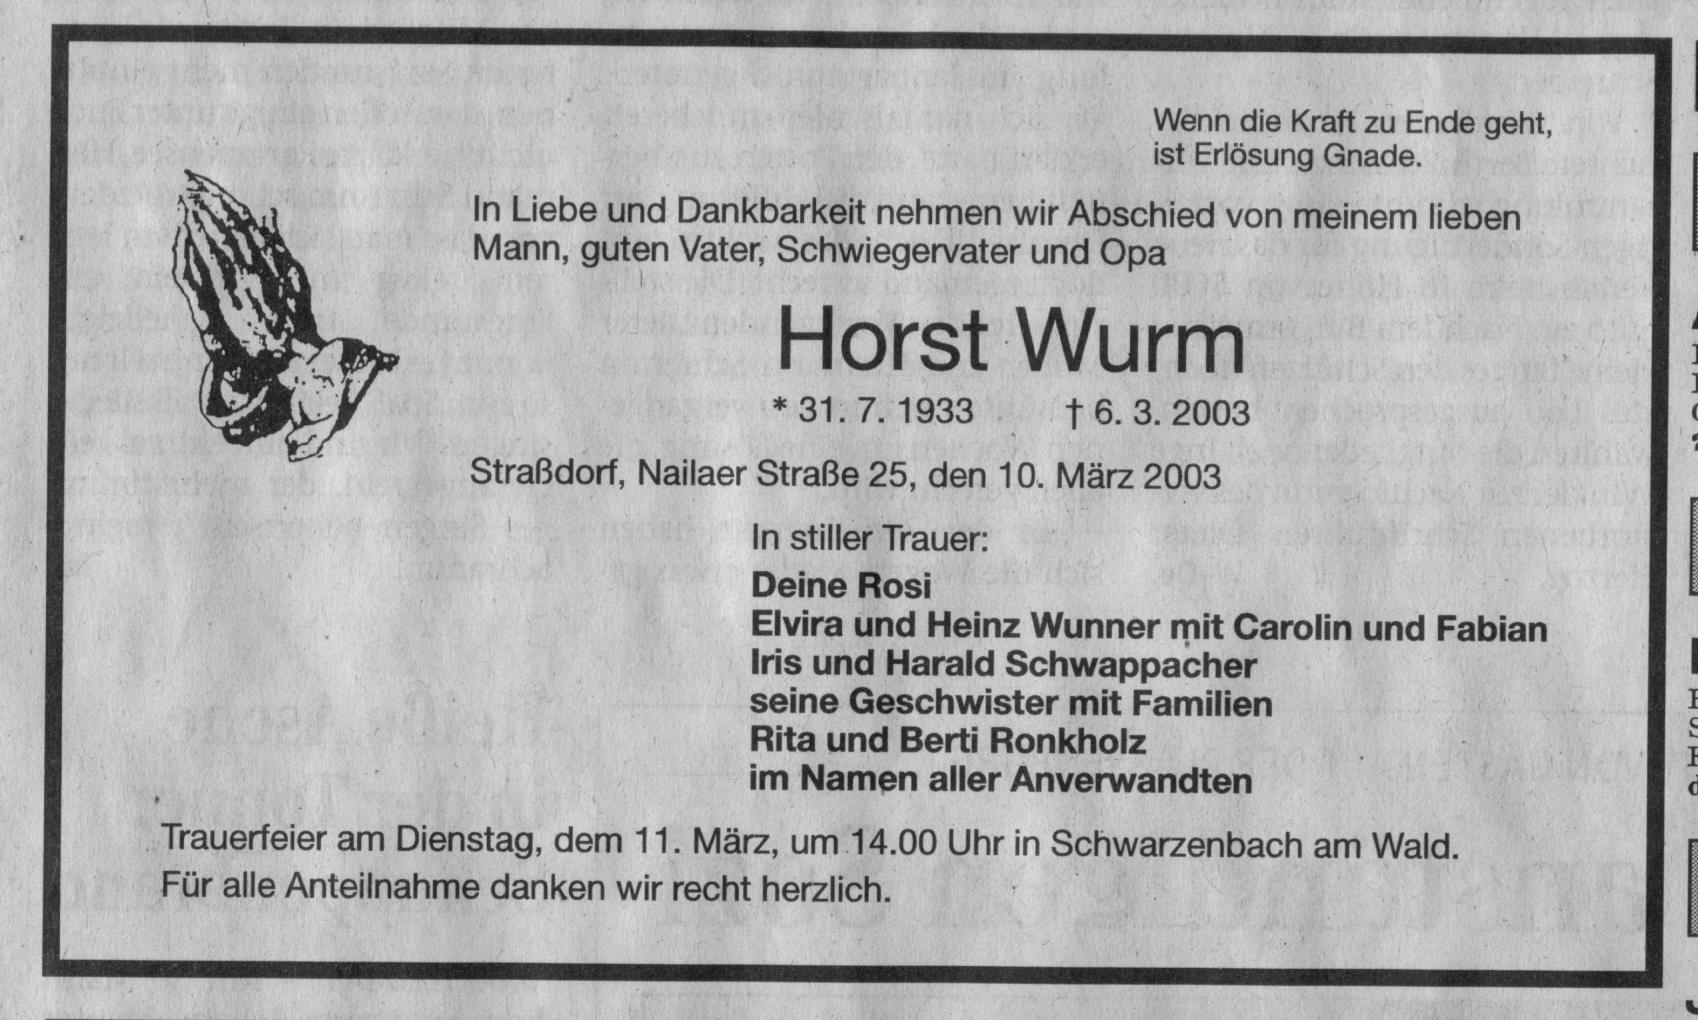 Wenn die Kraft zu Ende geht,
ist Erlösung Gnade.
In Liebe und Dankbarkeit nehmen wir Abschied von meinem lieben
Mann, guten Vater, Schwiegervater und Opa
Horst Wurm
* 31. 7. 1933 † 6. 3. 2003
Straßdorf, Nailaer Straße 25, den 10. März 2003
In stiller Trauer:
Deine Rosi
Elvira und Heinz Wunner mit Carolin und Fabian
Iris und Harald Schwappacher
seine Geschwister mit Familien
Rita und Berti Ronkholz
im Namen aller Anverwandten
Trauerfeier am Dienstag, dem 11. März, um 14.00 Uhr in Schwarzenbach am Wald.
Für alle Anteilnahme danken wir recht herzlich.